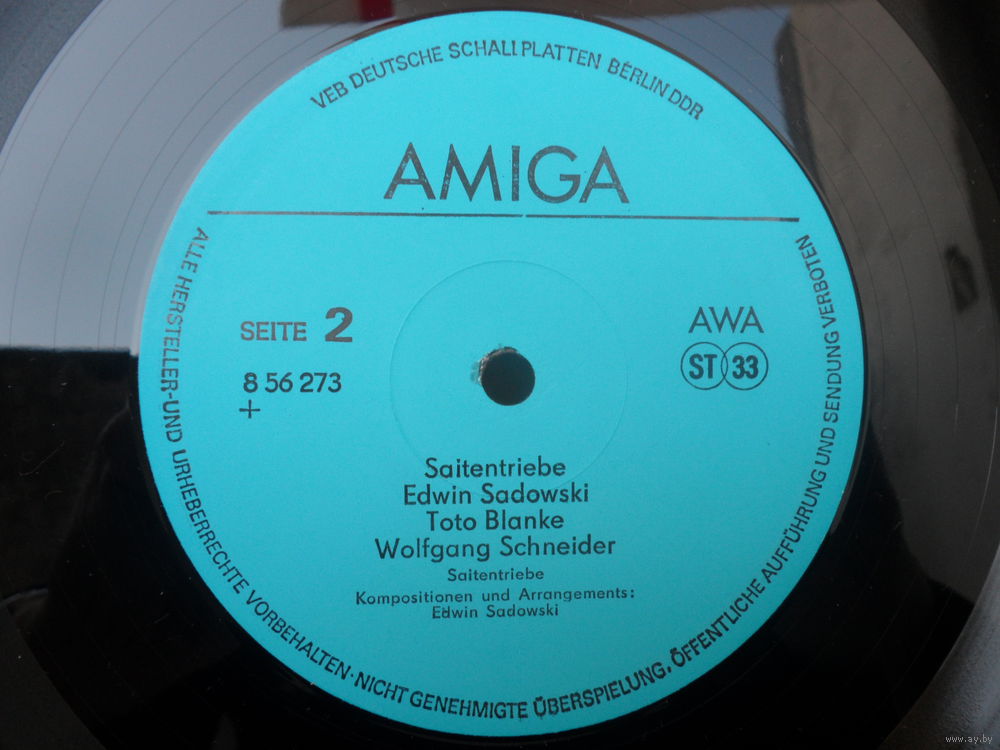 VEB DEUTSCHE SCHALLPLATTEN BERLIN DDR
AMIGA
SEITE 2
8 56 273
+
AWA
ST 33
Saitentriebe
Edwin Sadowski
Toto Blanke
Wolfgang Schneider
Saitentriebe
Kompositionen und Arrangements:
Edwin Sadowski
ALLE HERSTELLER-UND URHEBERRECHTE VORBEHALTEN·NICHT GENEHMIGTE ÜBERSPIELUNG, ÖFFENTLICHE AUFFÜHRUNG UND SENDUNG VERBOTEN
www.ay.by